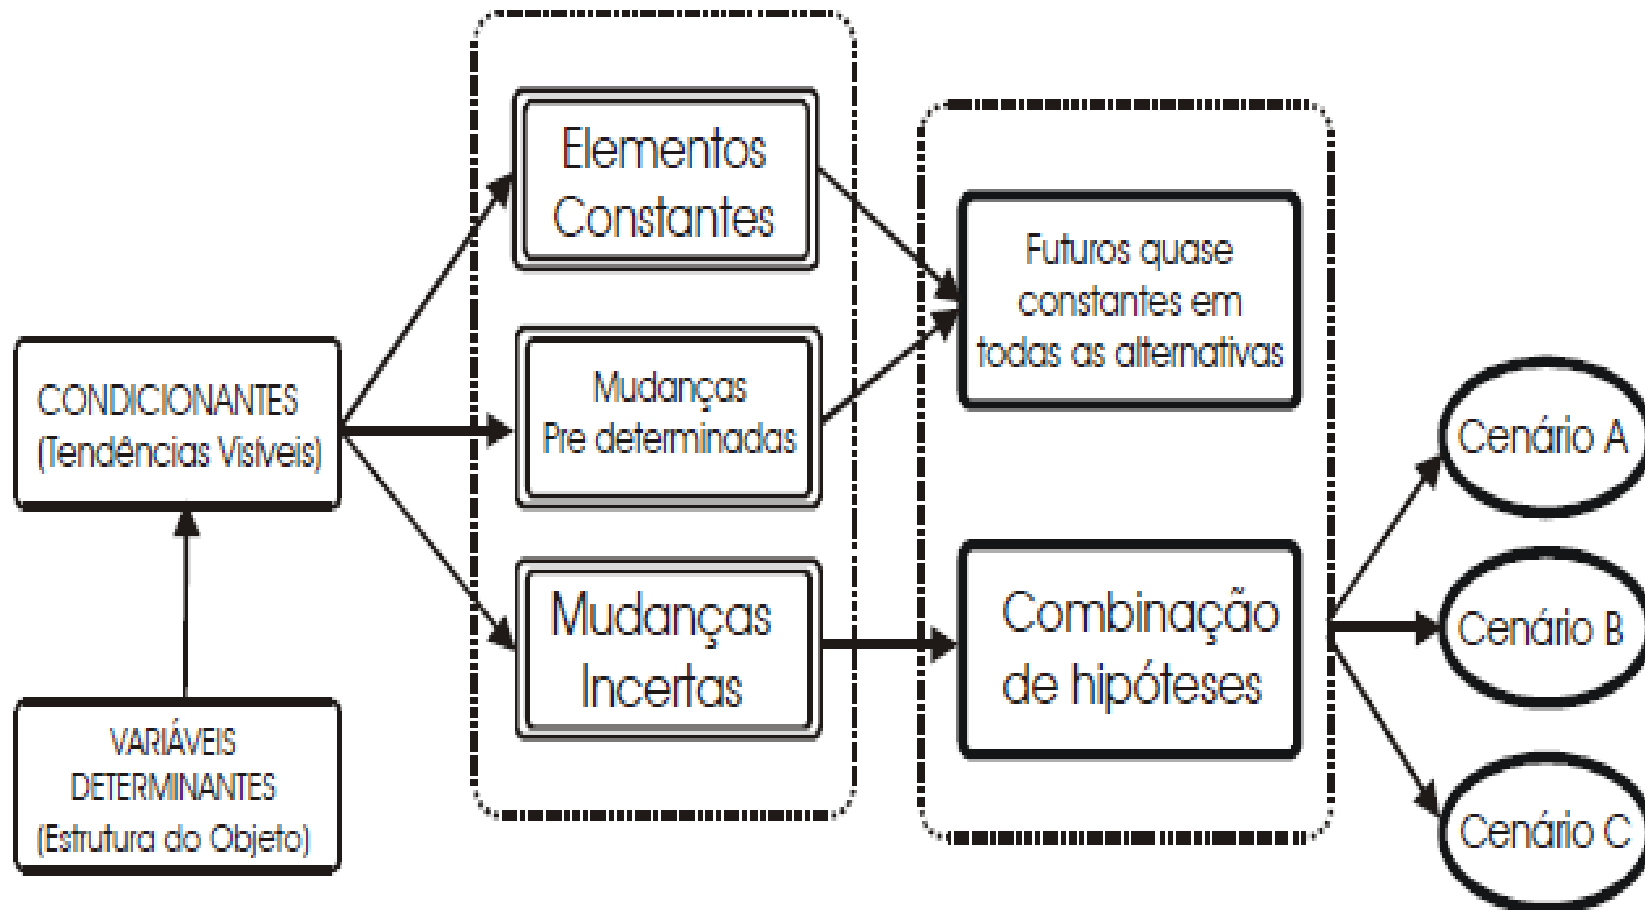 Elementos
Constantes
Futuros quase
constantes em
todas as alternativas
CONDICIONANTES
(Tendências Visíveis)
Mudanças
Pre determinadas
Cenário A
Mudanças
Incertas
Combinação
de hipóteses
Cenário B
VARIÁVEIS
DETERMINANTES
(Estrutura do Objeto)
Cenário C